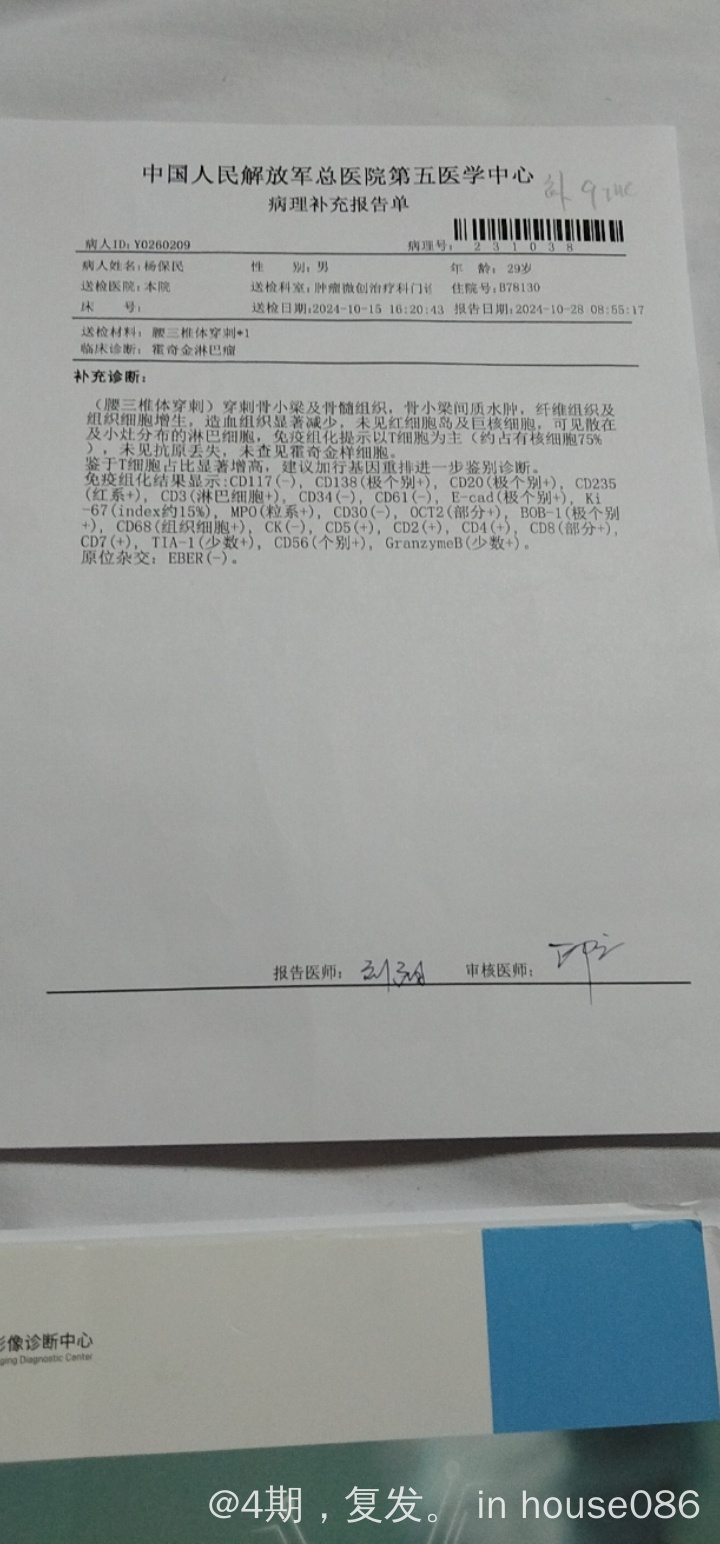 中国人民解放军总医院第五医学中心
病理补充报告单
病人ID: Y0260209 病理号: 231038
病人姓名: 杨保民 性 别: 男 年 龄: 29岁
送检医院: 本院 送检科室: 肿瘤微创治疗科门诊 住院号: B78130
床 号: 送检日期:2024-10-15 16:20:43 报告日期:2024-10-28 08:55:17
送检材料: 腰三椎体穿刺*1
临床诊断: 霍奇金淋巴瘤
补充诊断:
（腰三椎体穿刺）穿刺骨小梁及骨髓组织，骨小梁间质水肿，纤维组织及
组织细胞增生，造血组织显著减少，未见红细胞岛及巨核细胞，可见散在
及小灶分布的淋巴细胞，免疫组化提示以T细胞为主（约占有核细胞75%
），未见抗原丢失，未查见霍奇金样细胞。
鉴于T细胞占比显著增高，建议加行基因重排进一步鉴别诊断。
免疫组化结果显示:CD117(-), CD138(极个别+), CD20(极个别+), CD235
(红系+), CD3(淋巴细胞+), CD34(-), CD61(-), E-cad(极个别+), Ki
-67(index约15%), MPO(粒系+), CD30(-), OCT2(部分+), BOB-1(极个别
+), CD68(组织细胞+), CK(-), CD5(+), CD2(+), CD4(+), CD8(部分+),
CD7(+), TIA-1(少数+), CD56(个别+), GranzymeB(少数+)。
原位杂交: EBER(-)。
报告医师: 审核医师:
影像诊断中心
ging Diagnostic Center
@4期，复发。 in house086